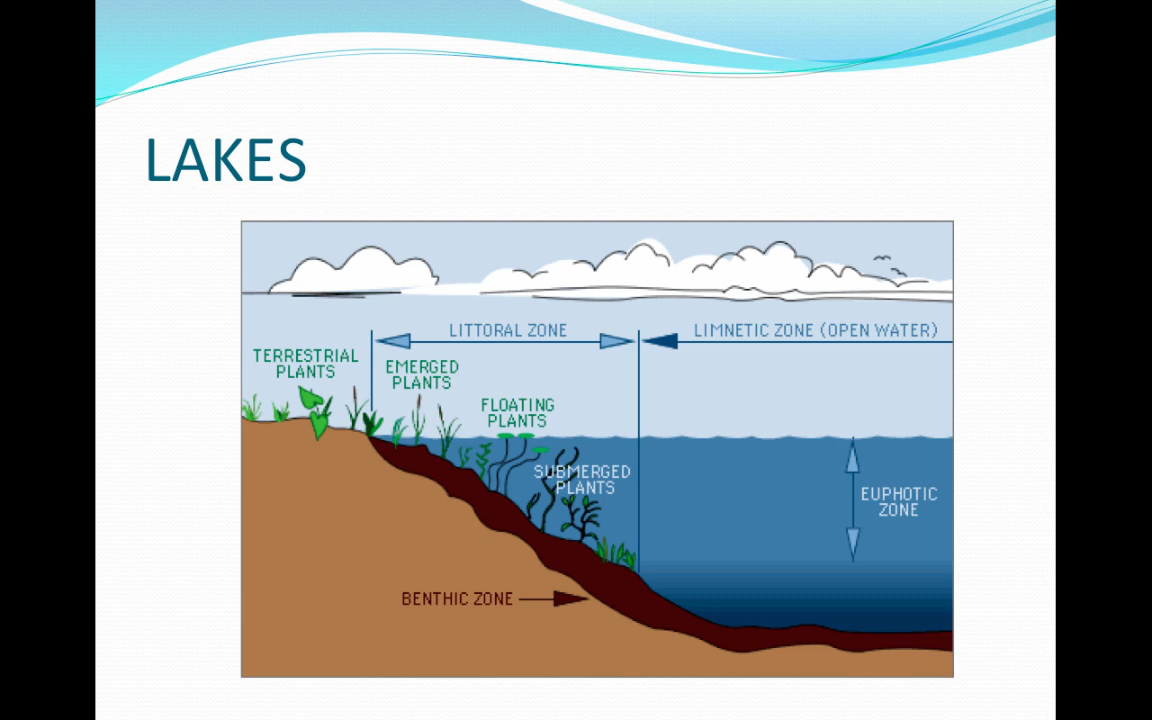 LAKES
LITTORAL ZONE
LIMNETIC ZONE (OPEN WATER)
TERRESTRIAL
PLANTS
EMERGED
PLANTS
FLOATING
PLANTS
SUBMERGED
PLANTS
EUPHOTIC
ZONE
BENTHIC ZONE